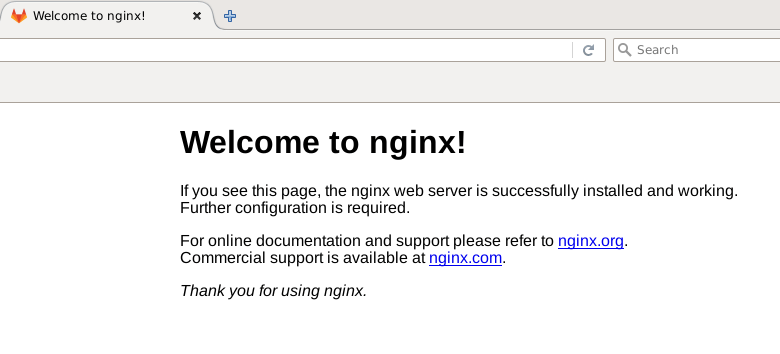 Welcome to nginx!
Search
Welcome to nginx!
If you see this page, the nginx web server is successfully installed and working.
Further configuration is required.
For online documentation and support please refer to nginx.org.
Commercial support is available at nginx.com.
Thank you for using nginx.